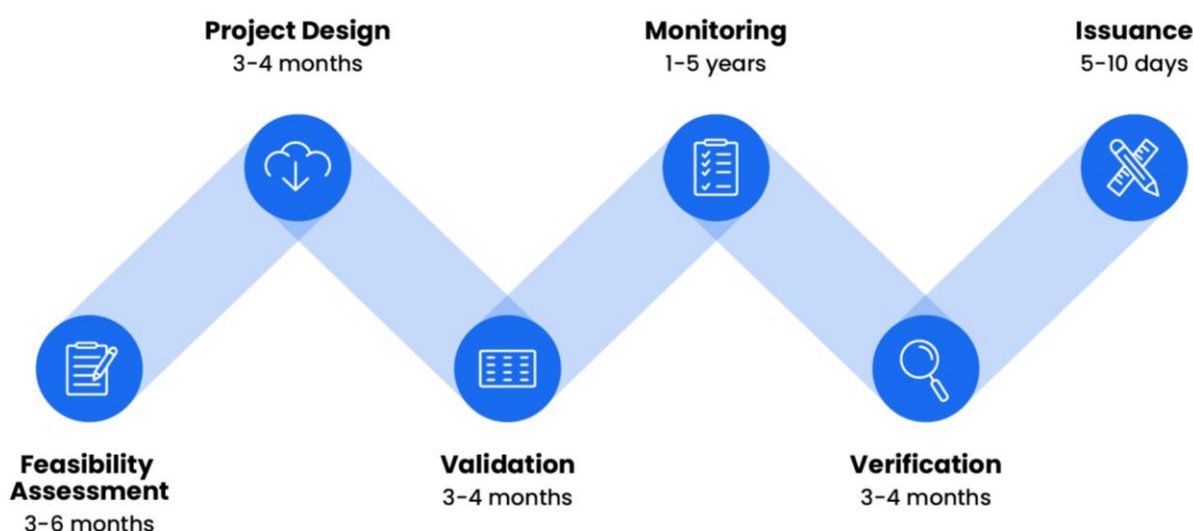 Project Design
3-4 months
Monitoring
1-5 years
Issuance
5-10 days
Feasibility
Assessment
3-6 months
Validation
3-4 months
Verification
3-4 months